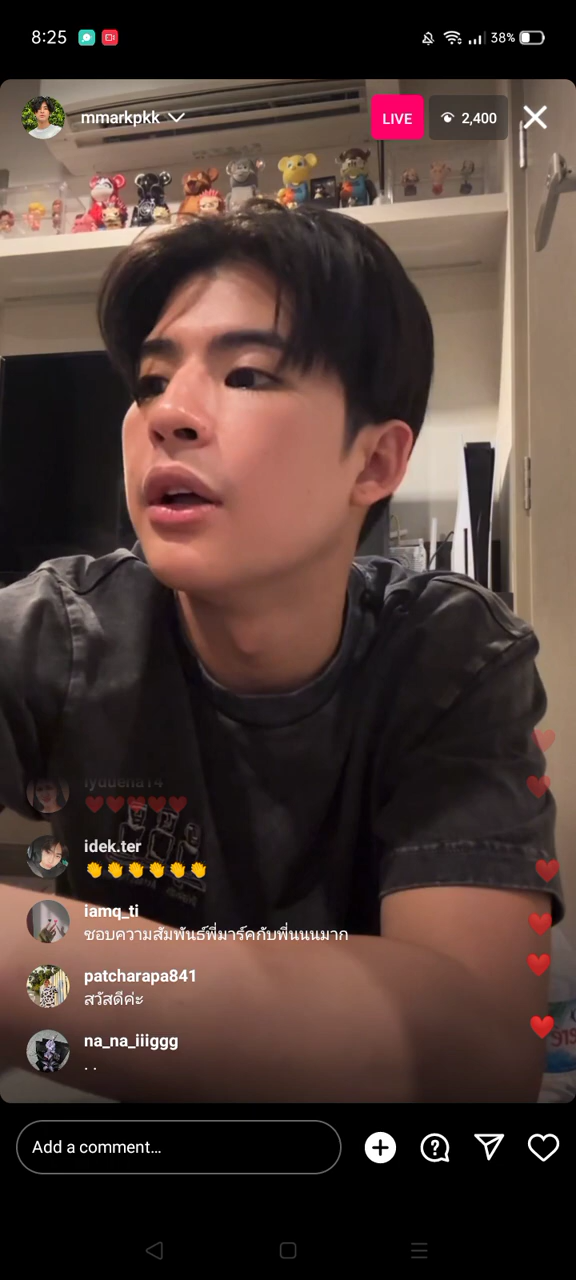 8:25
38%
mmarkpkk
LIVE
2,400
lyduena14
idek.ter
iamq_ti
ชอบความสัมพันธ์พี่มาร์คกับพี่นนนมาก
patcharapa841
สวัสดีค่ะ
na_na_iiiggg
. .
Add a comment...